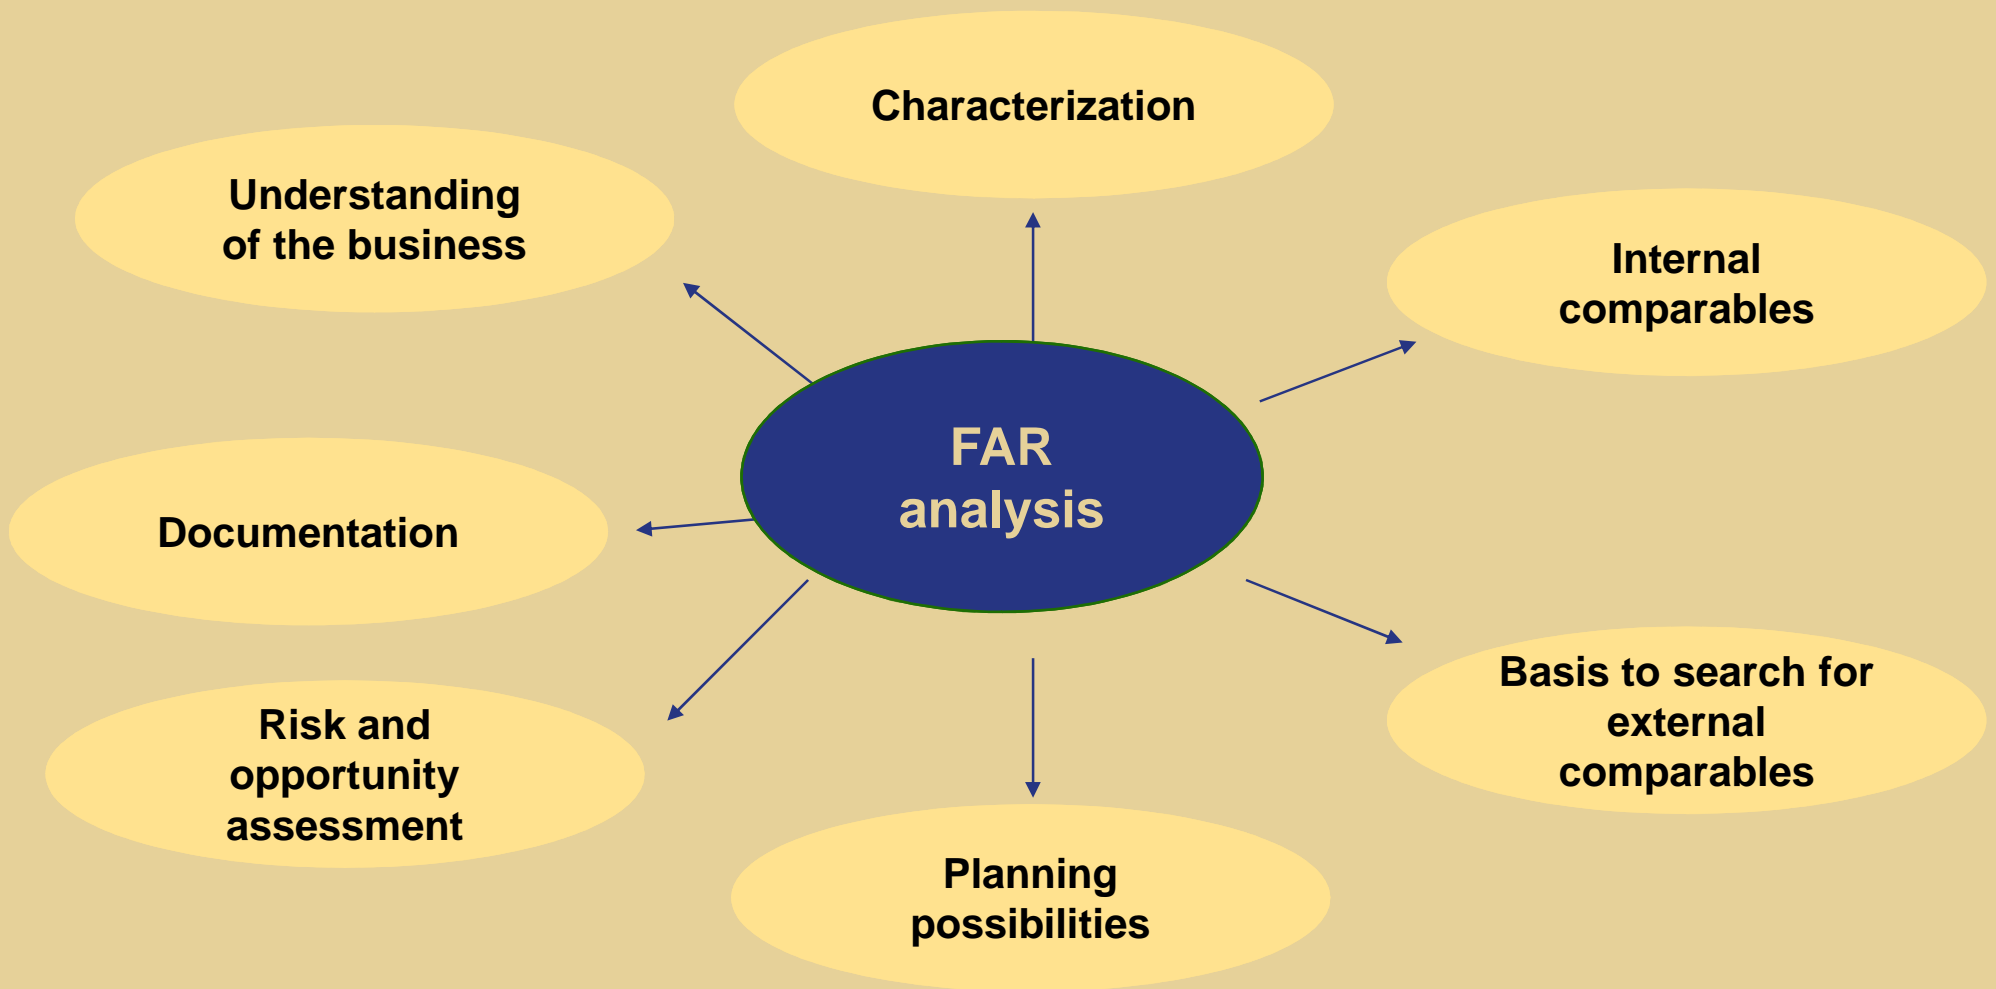 Characterization
Understanding
of the business
Internal
comparables
FAR
analysis
Documentation
Basis to search for
external
comparables
Risk and
opportunity
assessment
Planning
possibilities